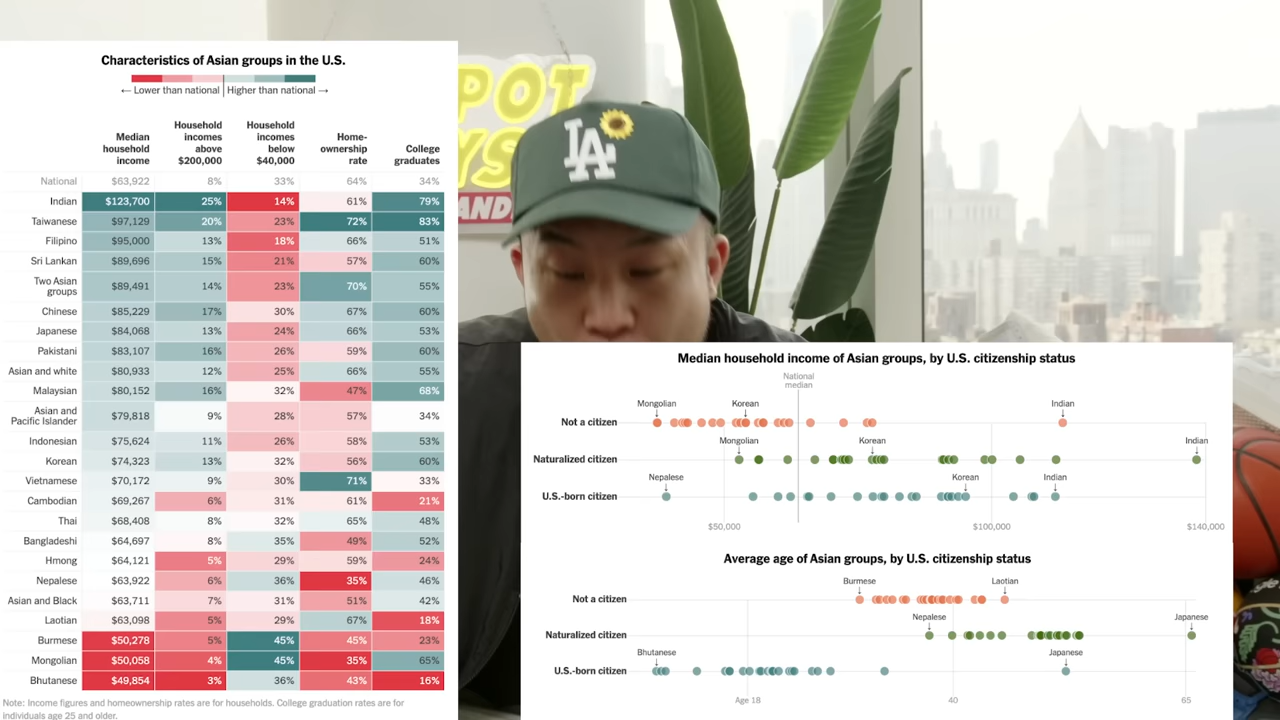 Characteristics of Asian groups in the U.S.
← Lower than national Higher than national →
Median household income Household incomes above $200,000 Household incomes below $40,000 Home-ownership rate College graduates
National $63,922 8% 33% 64% 34%
Indian $123,700 25% 14% 61% 79%
Taiwanese $97,129 20% 23% 72% 83%
Filipino $95,000 13% 18% 66% 51%
Sri Lankan $89,696 15% 21% 57% 60%
Two Asian groups $89,491 14% 23% 70% 55%
Chinese $85,229 17% 30% 67% 60%
Japanese $84,068 13% 24% 66% 53%
Pakistani $83,107 16% 26% 59% 60%
Asian and white $80,933 12% 25% 66% 55%
Malaysian $80,152 16% 32% 47% 68%
Asian and Pacific Islander $79,818 9% 28% 57% 34%
Indonesian $75,624 11% 26% 58% 53%
Korean $74,323 13% 32% 56% 60%
Vietnamese $70,172 9% 30% 71% 33%
Cambodian $69,267 6% 31% 61% 21%
Thai $68,408 8% 32% 65% 48%
Bangladeshi $64,697 8% 35% 49% 52%
Hmong $64,121 5% 29% 59% 24%
Nepalese $63,922 6% 36% 35% 46%
Asian and Black $63,711 7% 31% 51% 42%
Laotian $63,098 5% 29% 67% 18%
Burmese $50,278 5% 45% 45% 23%
Mongolian $50,058 4% 45% 35% 65%
Bhutanese $49,854 3% 36% 43% 16%
Note: Income figures and homeownership rates are for households. College graduation rates are for
individuals age 25 and older.
POT
YS
AND
LA
Median household income of Asian groups, by U.S. citizenship status
National
median
Mongolian Korean Indian
Not a citizen
Mongolian Korean Indian
Naturalized citizen
Nepalese Korean Indian
U.S.-born citizen
$50,000 $100,000 $140,000
Average age of Asian groups, by U.S. citizenship status
Burmese Laotian
Not a citizen
Nepalese Japanese
Naturalized citizen
Bhutanese Japanese
U.S.-born citizen
Age 18 40 65